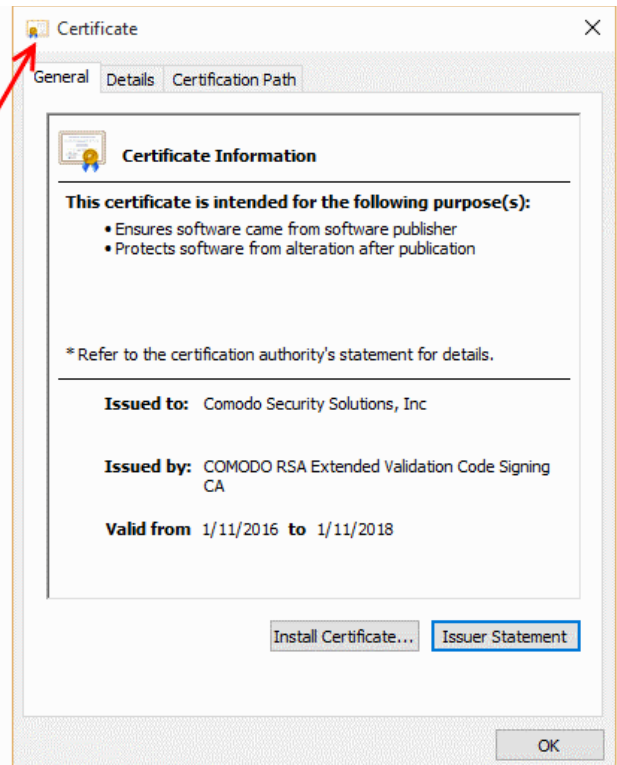 Certificate
General Details Certification Path
Certificate Information
This certificate is intended for the following purpose(s):
• Ensures software came from software publisher
• Protects software from alteration after publication
* Refer to the certification authority's statement for details.
Issued to: Comodo Security Solutions, Inc
Issued by: COMODO RSA Extended Validation Code Signing
CA
Valid from 1/11/2016 to 1/11/2018
Install Certificate... Issuer Statement
OK